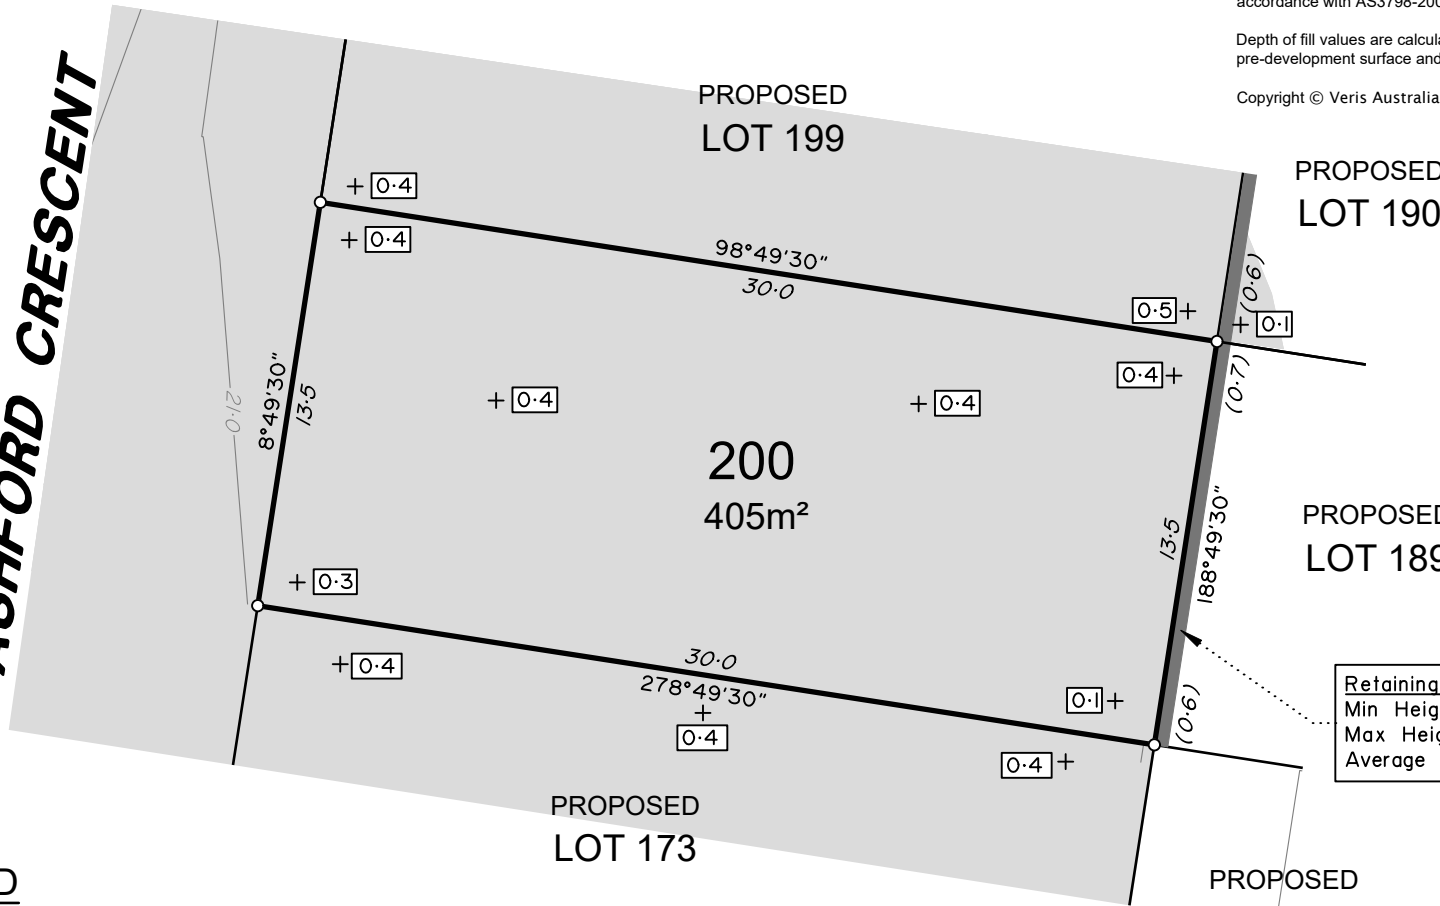 accordance with AS3798-200
Depth of fill values are calcula
pre-development surface and
Copyright © Veris Australia
PROPOSED
LOT 199
PROPOSED
LOT 190
ASHFORD CRESCENT
0·4
0·4
98°49'30"
30·0
0·5
(0·6)
0·1
0·4
(0·7)
8°49'30"
13·5
21·0
0·4
0·4
200
405m²
13·5
188°49'30"
PROPOSED
LOT 189
0·3
0·4
30·0
278°49'30"
0·4
0·1
(0·6)
0·4
Retaining
Min Heig
Max Heig
Average
PROPOSED
LOT 173
PROPOSED
D